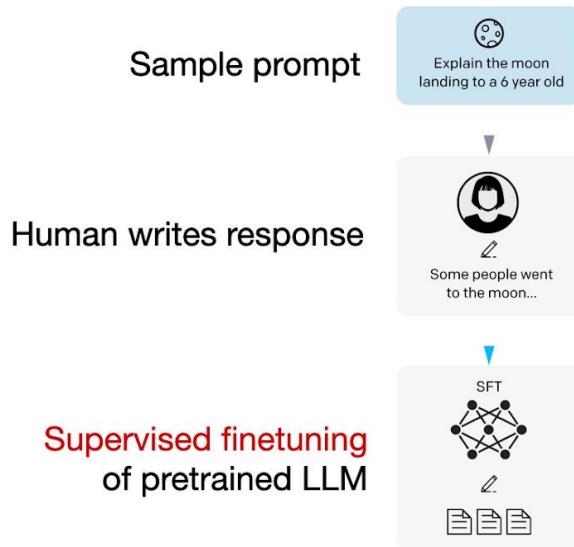 Sample prompt
Explain the moon
landing to a 6 year old
Human writes response
Some people went
to the moon...
SFT
Supervised finetuning
of pretrained LLM